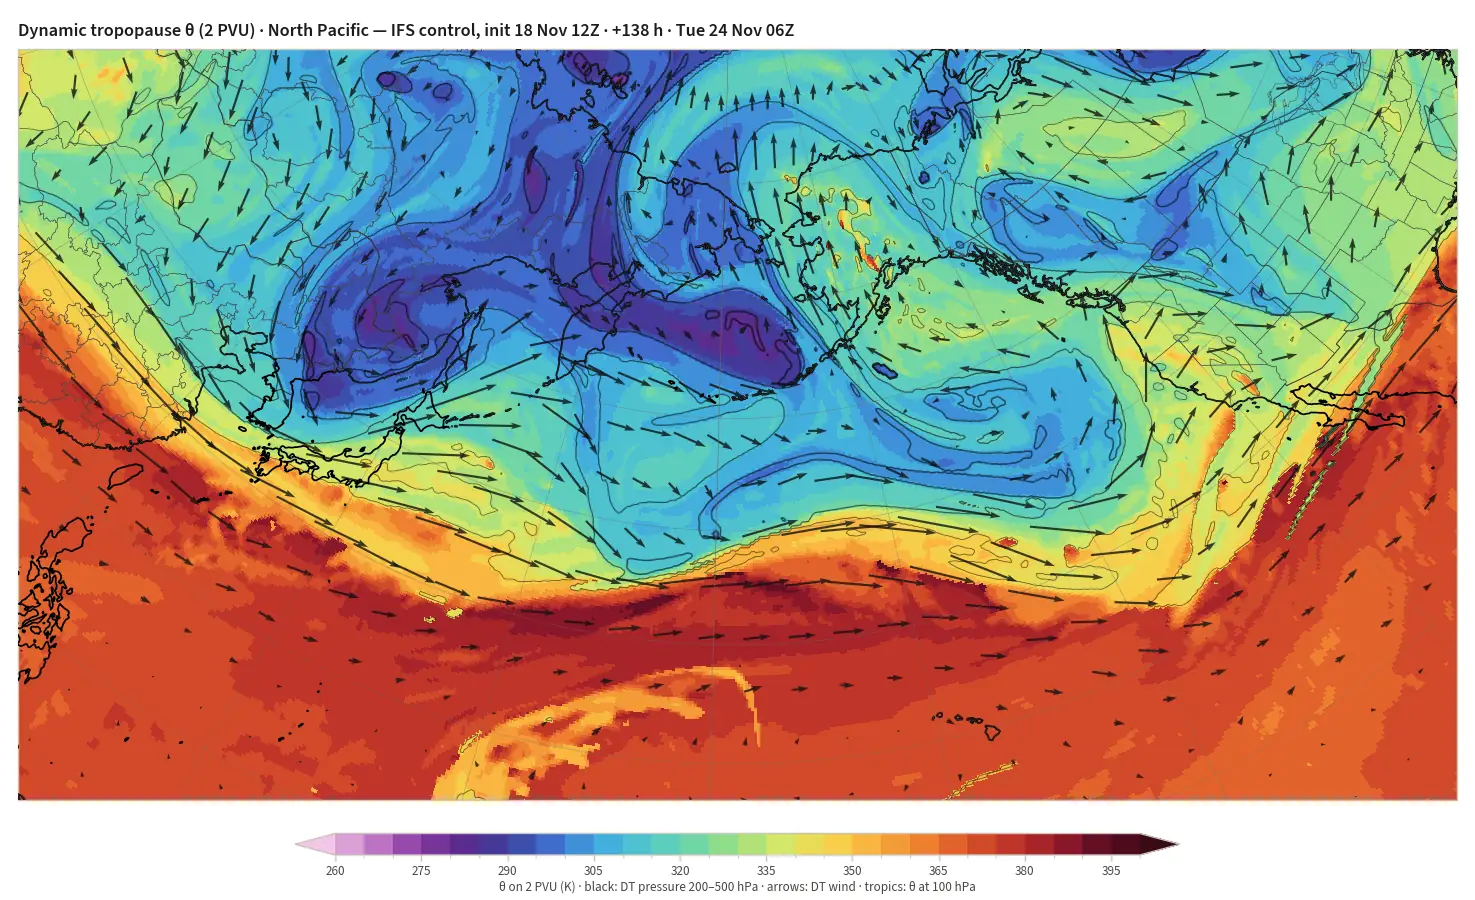 Dynamic tropopause θ (2 PVU) · North Pacific — IFS control, init 18 Nov 12Z · +138 h · Tue 24 Nov 06Z
260 275 290 305 320 335 350 365 380 395
θ on 2 PVU (K) · black: DT pressure 200–500 hPa · arrows: DT wind · tropics: θ at 100 hPa